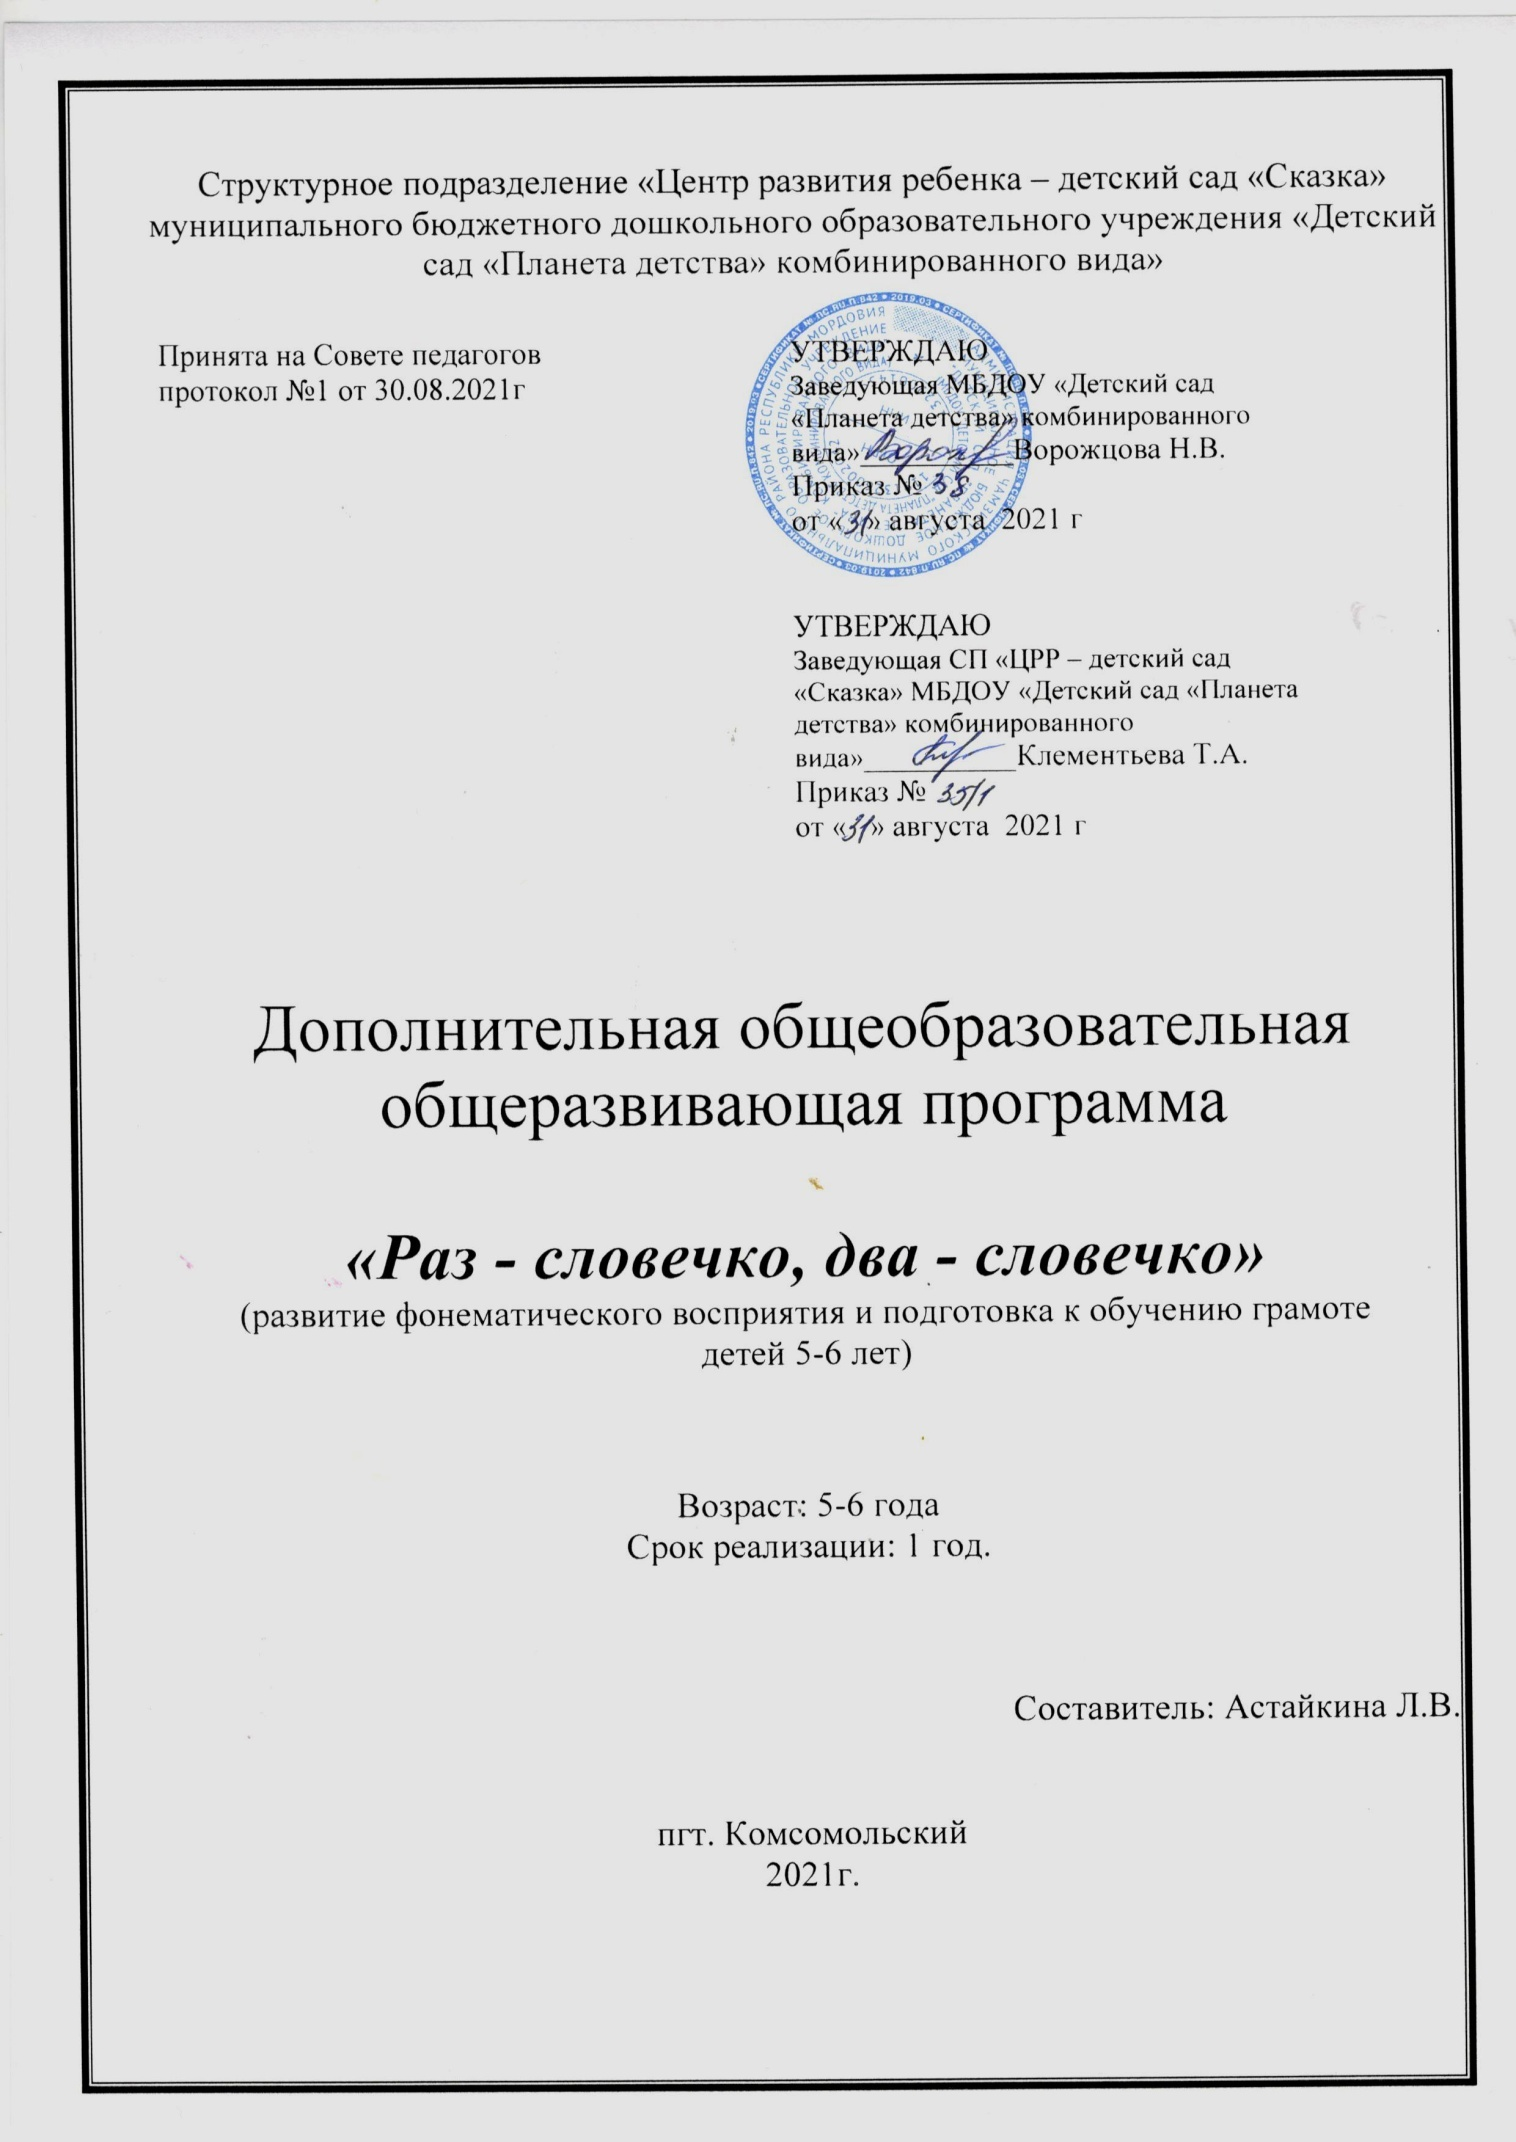 Структурное подразделение «Центр развития ребенка – детский сад «Сказка»
муниципального бюджетного дошкольного образовательного учреждения «Детский
сад «Планета детства» комбинированного вида»
Принята на Совете педагогов
протокол №1 от 30.08.2021г
УТВЕРЖДАЮ
Заведующая МБДОУ «Детский сад
«Планета детства» комбинированного
вида»__________Ворожцова Н.В.
Приказ № 38
от «31» августа 2021 г
УТВЕРЖДАЮ
Заведующая СП «ЦРР – детский сад
«Сказка» МБДОУ «Детский сад «Планета
детства» комбинированного
вида»__________Клементьева Т.А.
Приказ № 35/1
от «31» августа 2021 г
Дополнительная общеобразовательная
общеразвивающая программа
«Раз - словечко, два - словечко»
(развитие фонематического восприятия и подготовка к обучению грамоте
детей 5-6 лет)
Возраст: 5-6 года
Срок реализации: 1 год.
Составитель: Астайкина Л.В.
пгт. Комсомольский
2021г.